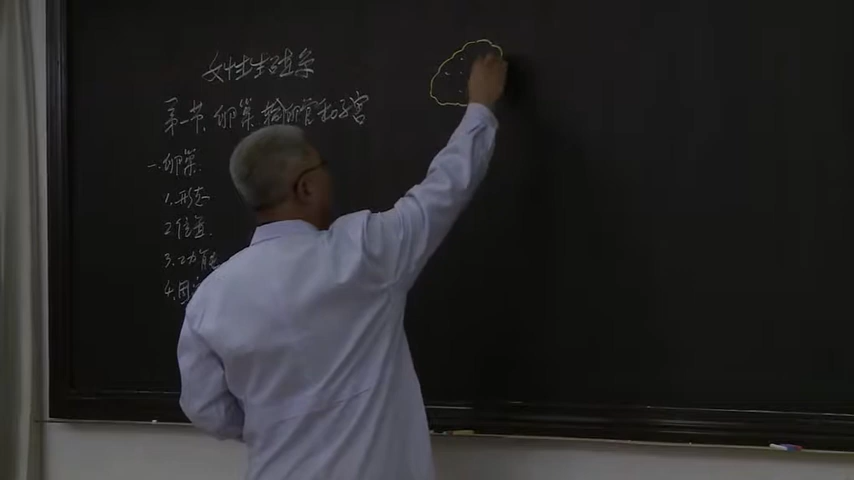 女性生殖系
第一节、卵巢 输卵管和子宫
一.卵巢
1.形态
2.位置.
3.功能
4.固